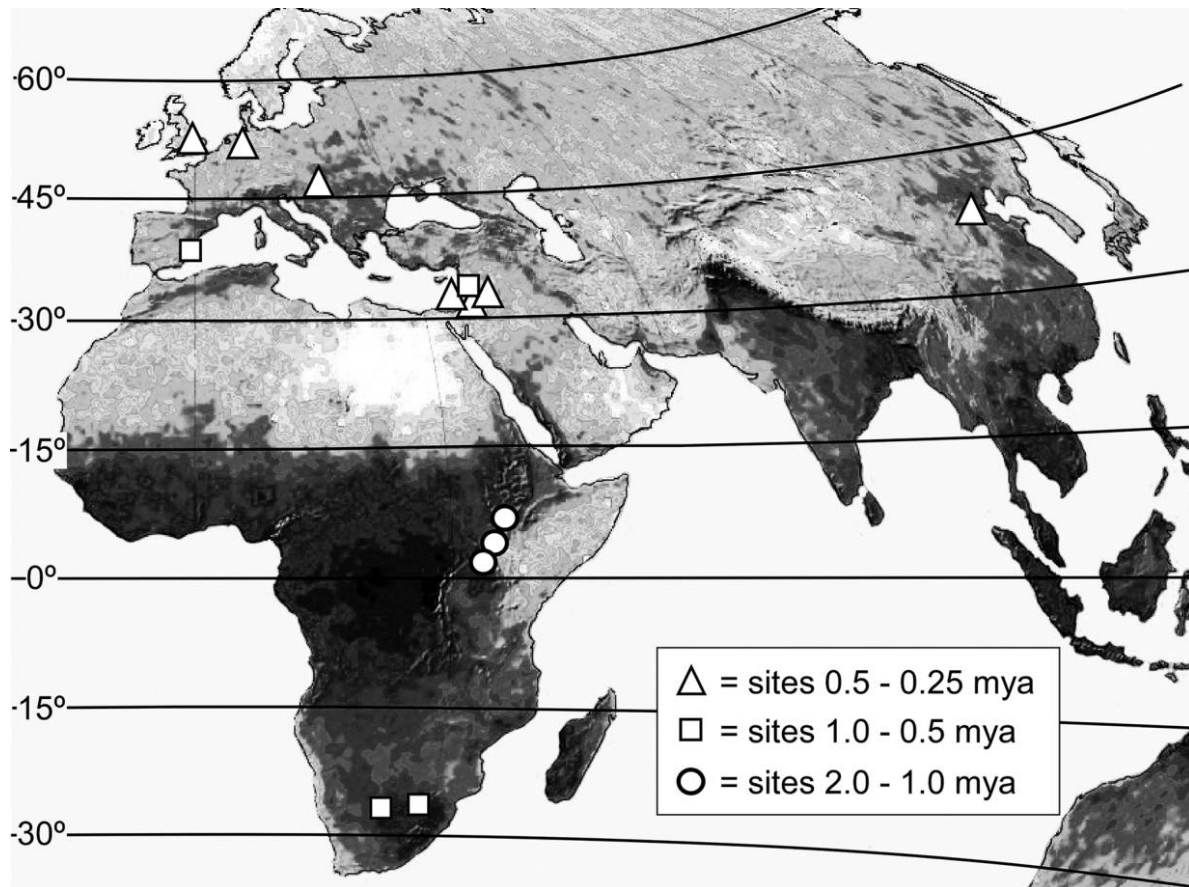 60º
45º
30º
15º
0º
15º
30º
= sites 0.5 - 0.25 mya
= sites 1.0 - 0.5 mya
= sites 2.0 - 1.0 mya